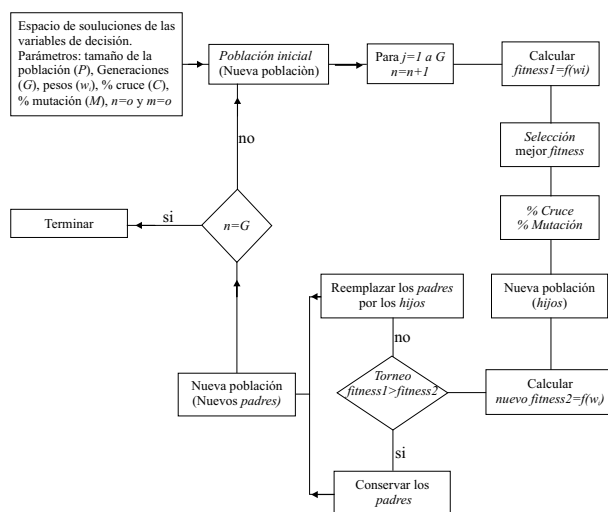 Espacio de souluciones de las
variables de decisión.
Parámetros: tamaño de la
población (P), Generaciones
(G), pesos (wᵢ), % cruce (C),
% mutación (M), n=o y m=o
Población inicial
(Nueva poblaciòn)
Para j=1 a G
n=n+1
Calcular
fitness1=f(wi)
Selección
mejor fitness
% Cruce
% Mutación
Nueva población
(hijos)
Calcular
nuevo fitness2=f(wᵢ)
Torneo
fitness1>fitness2
no
Reemplazar los padres
por los hijos
si
Conservar los
padres
Nueva población
(Nuevos padres)
n=G
no
si
Terminar